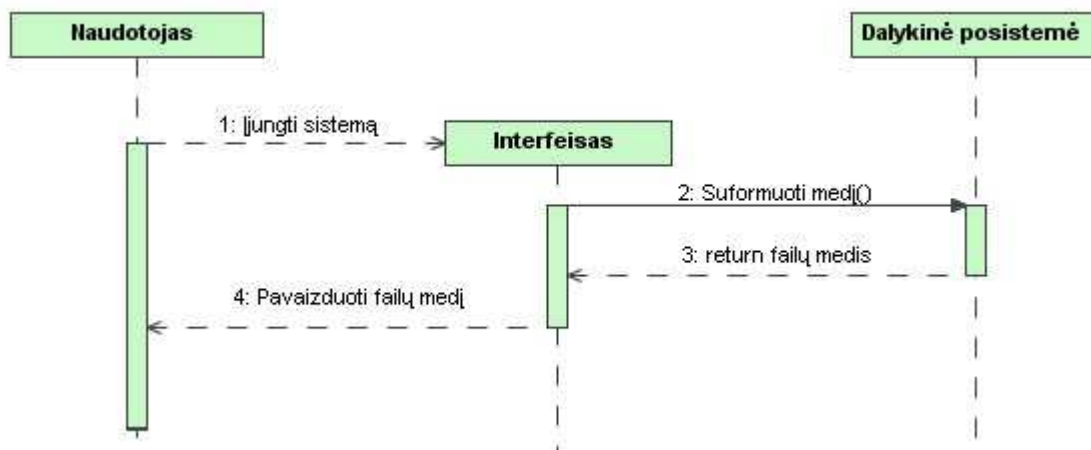 Naudotojas
Dalykinė posistemė
1: Įjungti sistemą
Interfeisas
2: Suformuoti medį()
3: return failų medis
4: Pavaizduoti failų medį